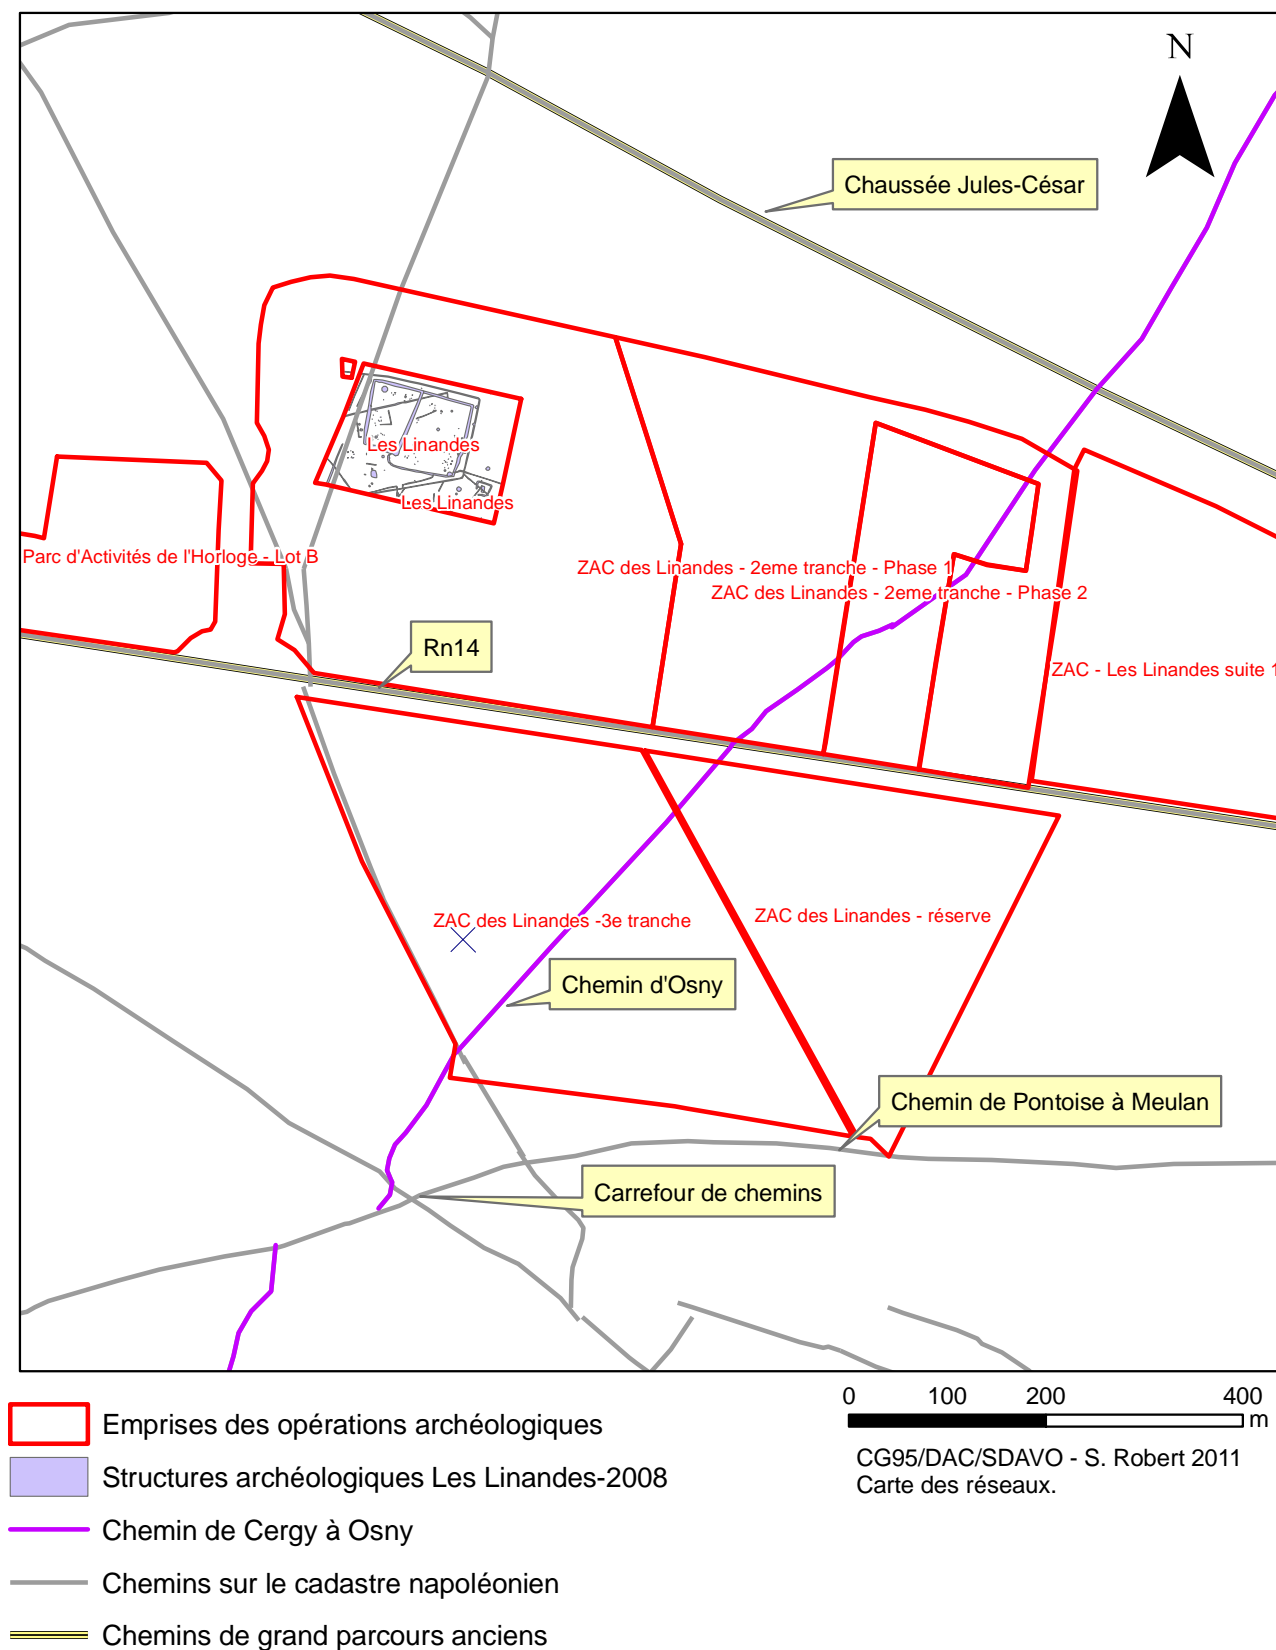 N
Chaussée Jules-César
Les Linandes
Les Linandes
Parc d'Activités de l'Horloge - Lot B
ZAC des Linandes - 2eme tranche - Phase 1
ZAC des Linandes - 2eme tranche - Phase 2
Rn14
ZAC - Les Linandes suite 1
ZAC des Linandes -3e tranche
ZAC des Linandes - réserve
Chemin d'Osny
Chemin de Pontoise à Meulan
Carrefour de chemins
0 100 200 400
m
Emprises des opérations archéologiques
CG95/DAC/SDAVO - S. Robert 2011
Carte des réseaux.
Structures archéologiques Les Linandes-2008
Chemin de Cergy à Osny
Chemins sur le cadastre napoléonien
Chemins de grand parcours anciens